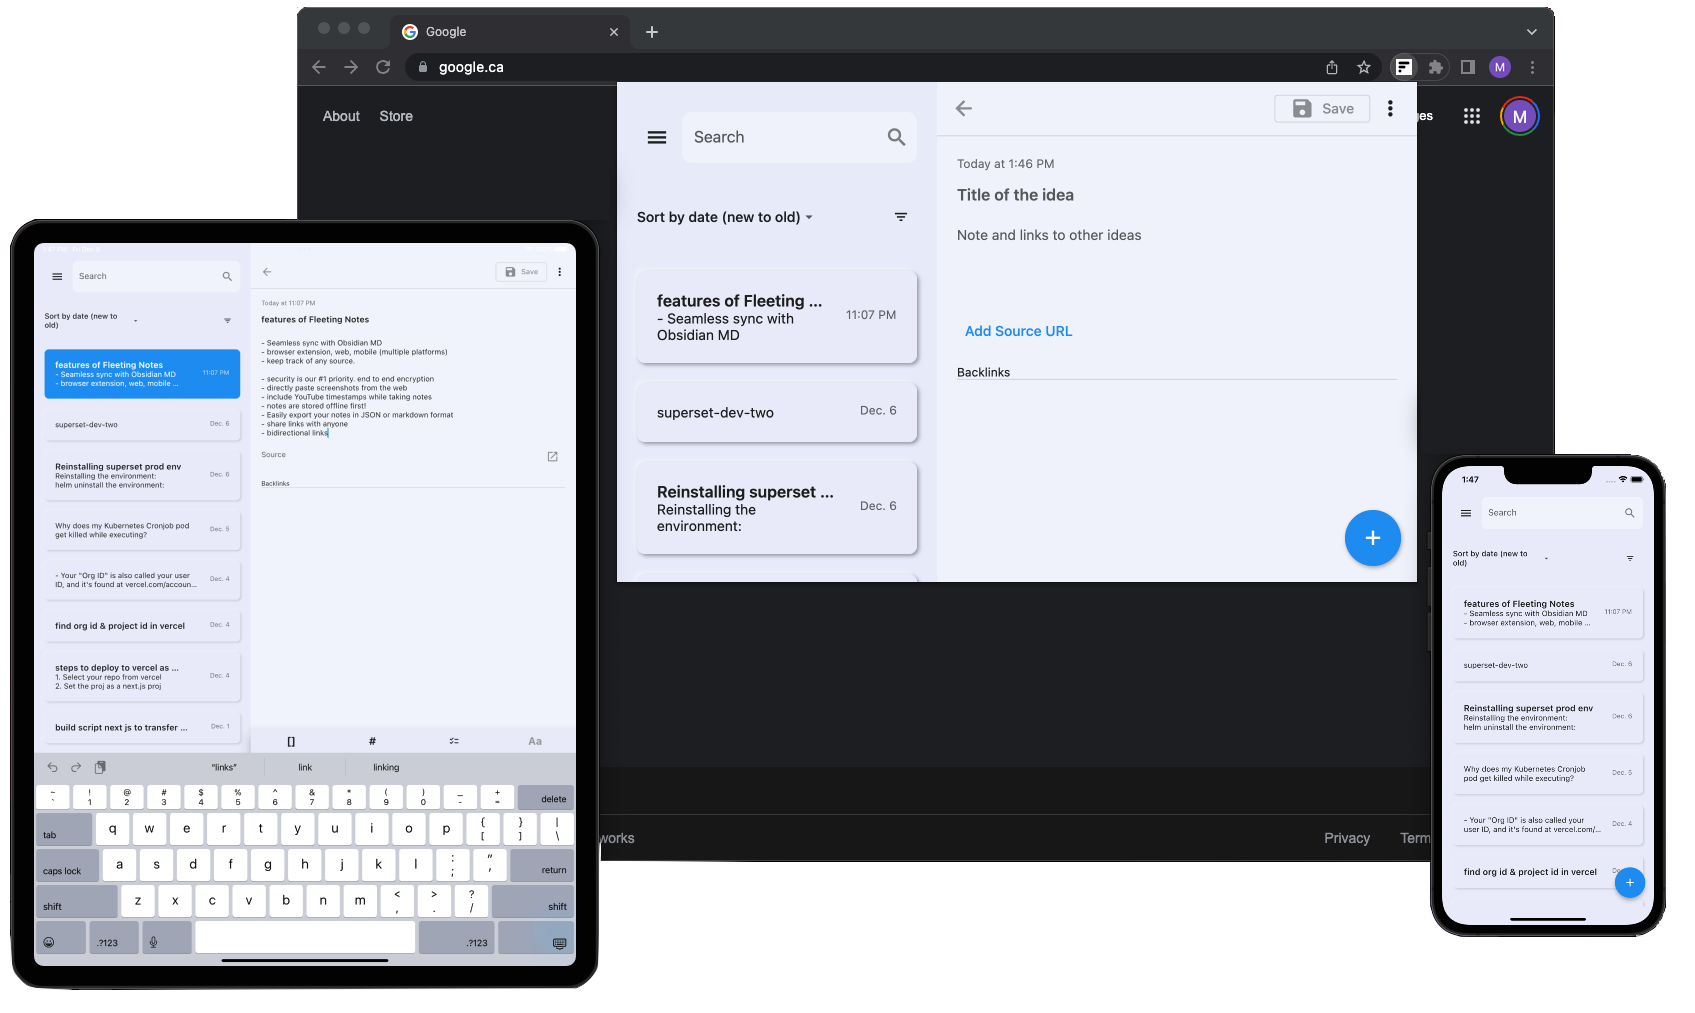 Google
google.ca
M
About
Store
ges
M
Search
Sort by date (new to old)
features of Fleeting ...
- Seamless sync with
Obsidian MD
11:07 PM
superset-dev-two
Dec. 6
Reinstalling superset ...
Reinstalling the
environment:
Dec. 6
Save
Today at 1:46 PM
Title of the idea
Note and links to other ideas
Add Source URL
Backlinks
+
works
Privacy
Term
Search
Sort by date (new to
old)
features of Fleeting Notes
- Seamless sync with Obsidian MD
- browser extension, web, mobile ...
11:07 PM
superset-dev-two
Dec. 6
Reinstalling superset prod env
Reinstalling the environment:
helm uninstall the environment:
Dec. 6
Why does my Kubernetes Cronjob pod
get killed while executing?
Dec. 5
- Your "Org ID" is also called your user
ID, and it's found at vercel.com/accoun...
Dec. 4
find org id & project id in vercel
Dec. 4
steps to deploy to vercel as ...
1. Select your repo from vercel
2. Set the proj as a next.js proj
Dec. 4
build script next js to transfer ...
Dec. 1
Save
Today at 11:07 PM
features of Fleeting Notes
- Seamless sync with Obsidian MD
- browser extension, web, mobile (multiple platforms)
- keep track of any source.
- security is our #1 priority. end to end encryption
- directly paste screenshots from the web
- include YouTube timestamps while taking notes
- notes are stored offline first!
- Easily export your notes in JSON or markdown format
- share links with anyone
- bidirectional links
Source
Backlinks
[] # Aa
"links" link linking
~ ! @ # $ % ^ & * ( ) _ +
` 1 2 3 4 5 6 7 8 9 0 - = delete
tab q w e r t y u i o p { [ } ] | \
caps lock a s d f g h j k l : ; " ' return
shift z x c v b n m < , > . ? / shift
.?123 .?123
1:47
Search
Sort by date (new to
old)
features of Fleeting Notes
- Seamless sync with Obsidian MD
- browser extension, web, mobile ...
11:07 PM
superset-dev-two
Dec. 6
Reinstalling superset prod env
Reinstalling the environment:
helm uninstall the environment:
Dec. 6
Why does my Kubernetes Cronjob
pod get killed while executing?
Dec. 5
- Your "Org ID" is also called your
user ID, and it's found at vercel.com/...
Dec. 4
find org id & project id in vercel
+